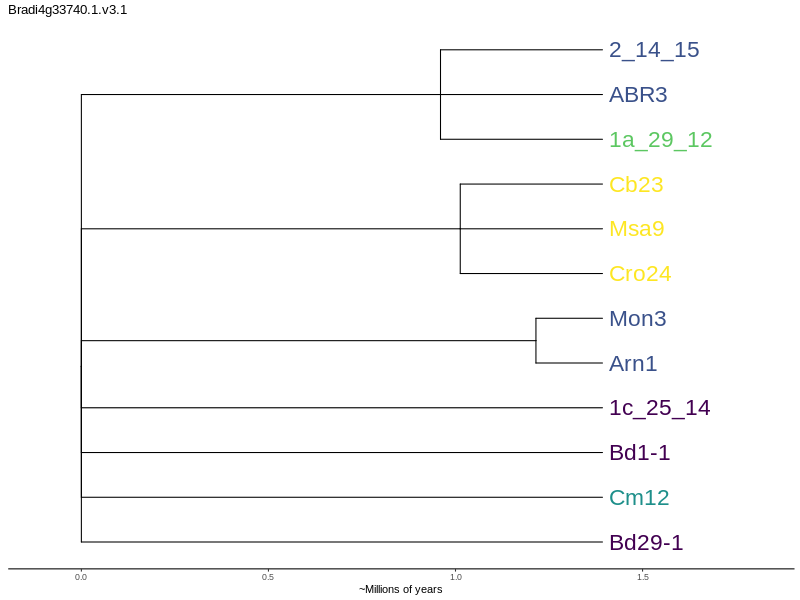 Bradi4g33740.1.v3.1
2_14_15
ABR3
1a_29_12
Cb23
Msa9
Cro24
Mon3
Arn1
1c_25_14
Bd1-1
Cm12
Bd29-1
0.0 0.5 1.0 1.5
~Millions of years